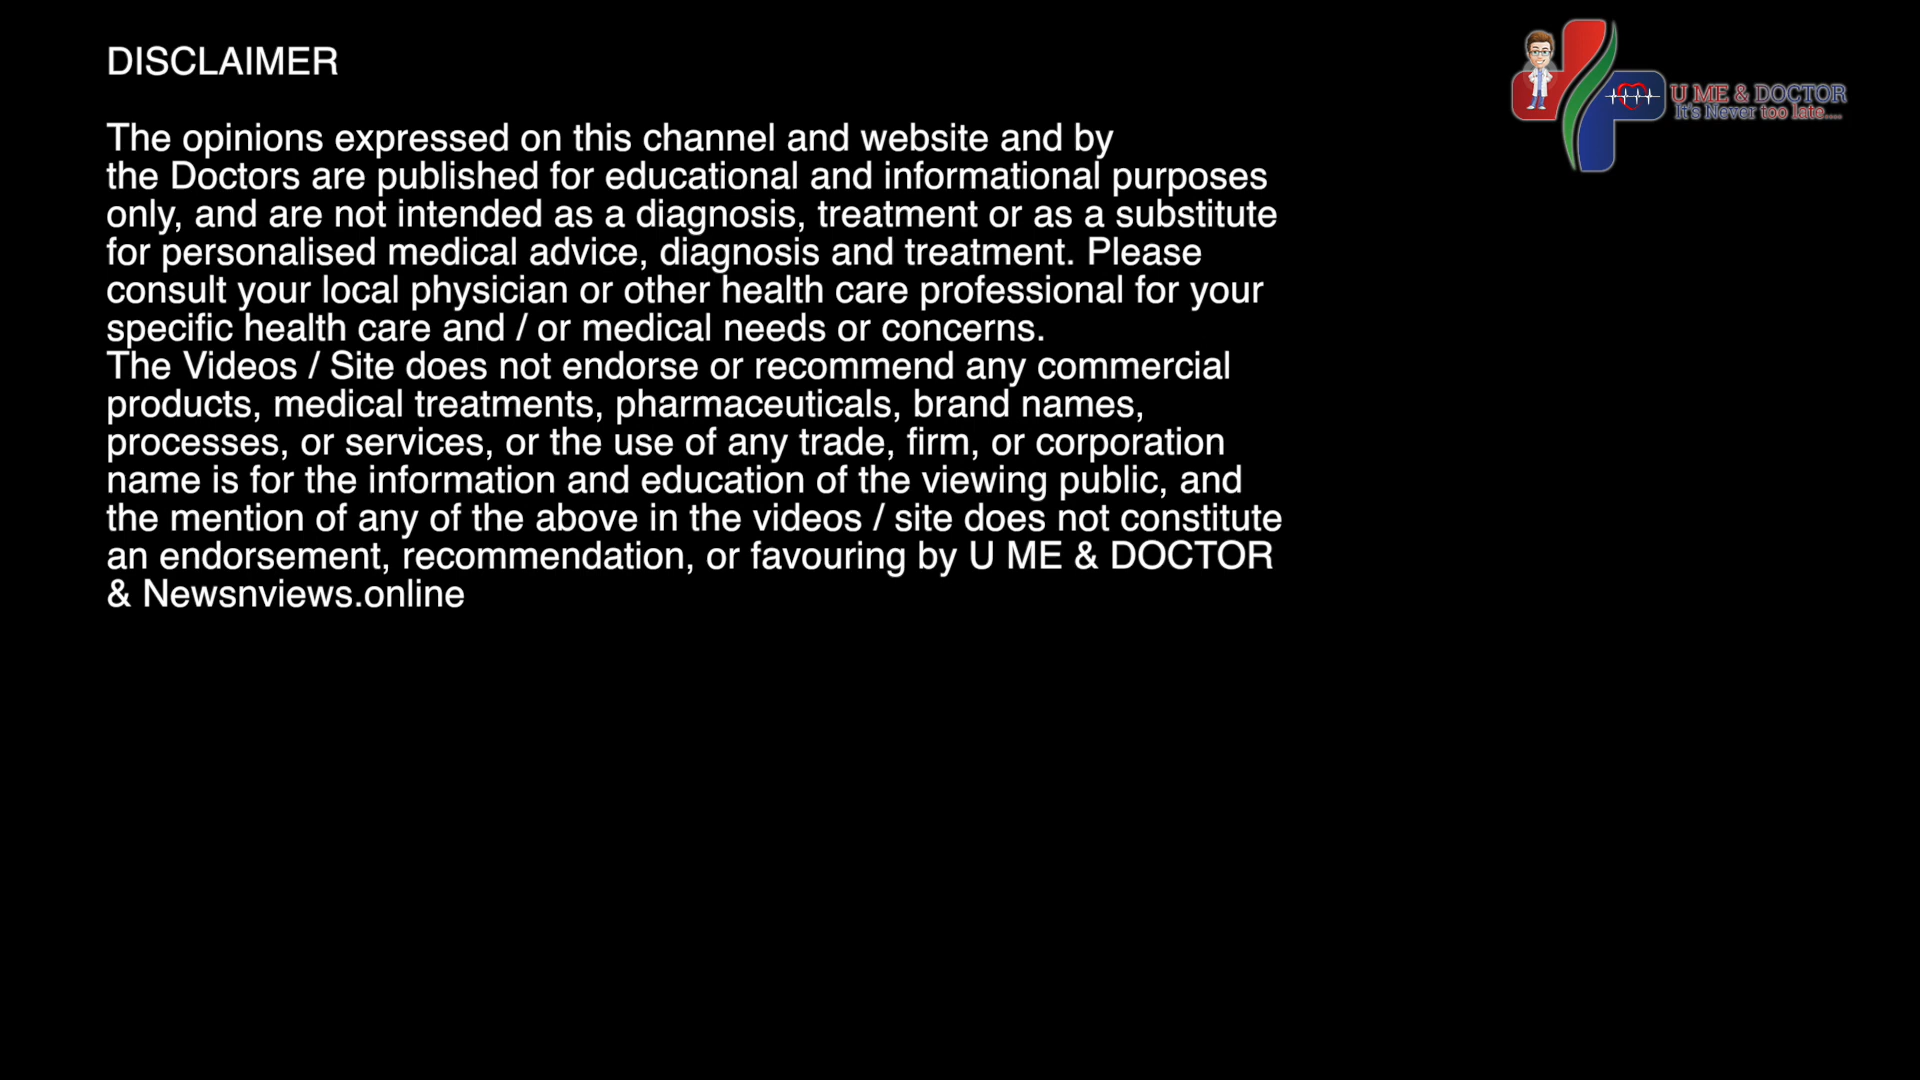 DISCLAIMER
U ME & DOCTOR
It's Never too late....
The opinions expressed on this channel and website and by
the Doctors are published for educational and informational purposes
only, and are not intended as a diagnosis, treatment or as a substitute
for personalised medical advice, diagnosis and treatment. Please
consult your local physician or other health care professional for your
specific health care and / or medical needs or concerns.
The Videos / Site does not endorse or recommend any commercial
products, medical treatments, pharmaceuticals, brand names,
processes, or services, or the use of any trade, firm, or corporation
name is for the information and education of the viewing public, and
the mention of any of the above in the videos / site does not constitute
an endorsement, recommendation, or favouring by U ME & DOCTOR
& Newsnviews.online